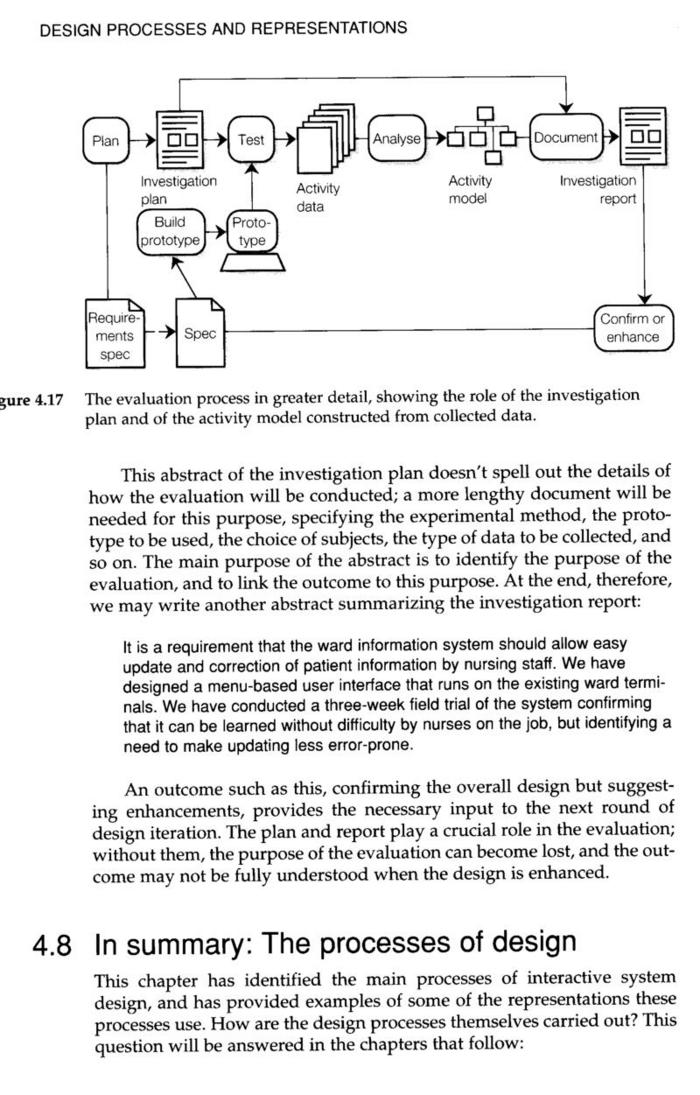 DESIGN PROCESSES AND REPRESENTATIONS
Plan
Test
Analyse
Document
Investigation
plan
Activity
data
Activity
model
Investigation
report
Build
prototype
Proto-
type
Require-
ments
spec
Spec
Confirm or
enhance
gure 4.17 The evaluation process in greater detail, showing the role of the investigation
plan and of the activity model constructed from collected data.
This abstract of the investigation plan doesn't spell out the details of
how the evaluation will be conducted; a more lengthy document will be
needed for this purpose, specifying the experimental method, the proto-
type to be used, the choice of subjects, the type of data to be collected, and
so on. The main purpose of the abstract is to identify the purpose of the
evaluation, and to link the outcome to this purpose. At the end, therefore,
we may write another abstract summarizing the investigation report:
It is a requirement that the ward information system should allow easy
update and correction of patient information by nursing staff. We have
designed a menu-based user interface that runs on the existing ward termi-
nals. We have conducted a three-week field trial of the system confirming
that it can be learned without difficulty by nurses on the job, but identifying a
need to make updating less error-prone.
An outcome such as this, confirming the overall design but suggest-
ing enhancements, provides the necessary input to the next round of
design iteration. The plan and report play a crucial role in the evaluation;
without them, the purpose of the evaluation can become lost, and the out-
come may not be fully understood when the design is enhanced.
4.8 In summary: The processes of design
This chapter has identified the main processes of interactive system
design, and has provided examples of some of the representations these
processes use. How are the design processes themselves carried out? This
question will be answered in the chapters that follow: